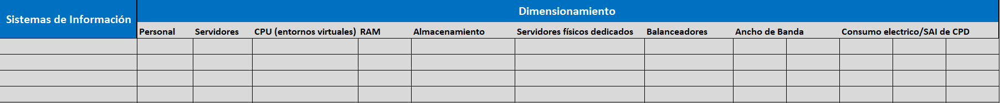 Sistemas de Información
Dimensionamiento
Personal
Servidores
CPU (entornos virtuales)
RAM
Almacenamiento
Servidores físicos dedicados
Balanceadores
Ancho de Banda
Consumo electrico/SAI de CPD